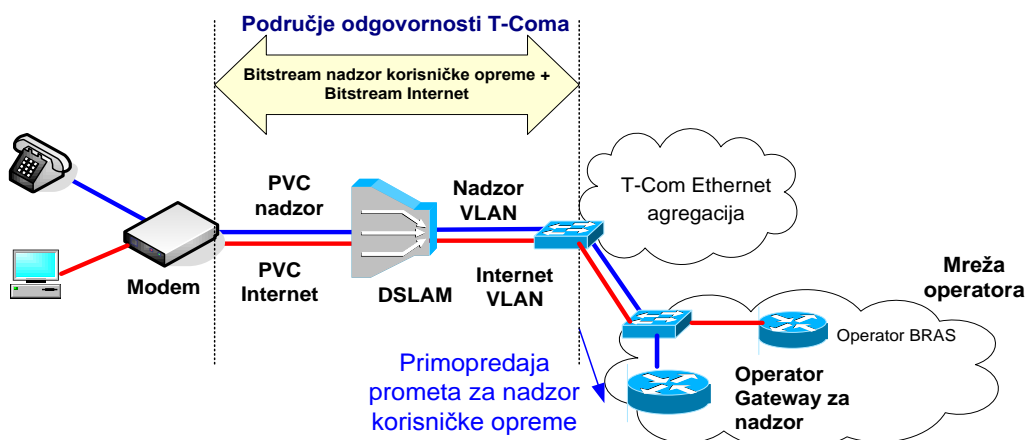 Područje odgovornosti T-Coma
Bitstream nadzor korisničke opreme +
Bitstream Internet
PVC
nadzor
Nadzor
VLAN
T-Com Ethernet
agregacija
Modem
PVC
Internet
DSLAM
Internet
VLAN
Mreža
operatora
Operator BRAS
Primopredaja
prometa za nadzor
korisničke opreme
Operator
Gateway za
nadzor